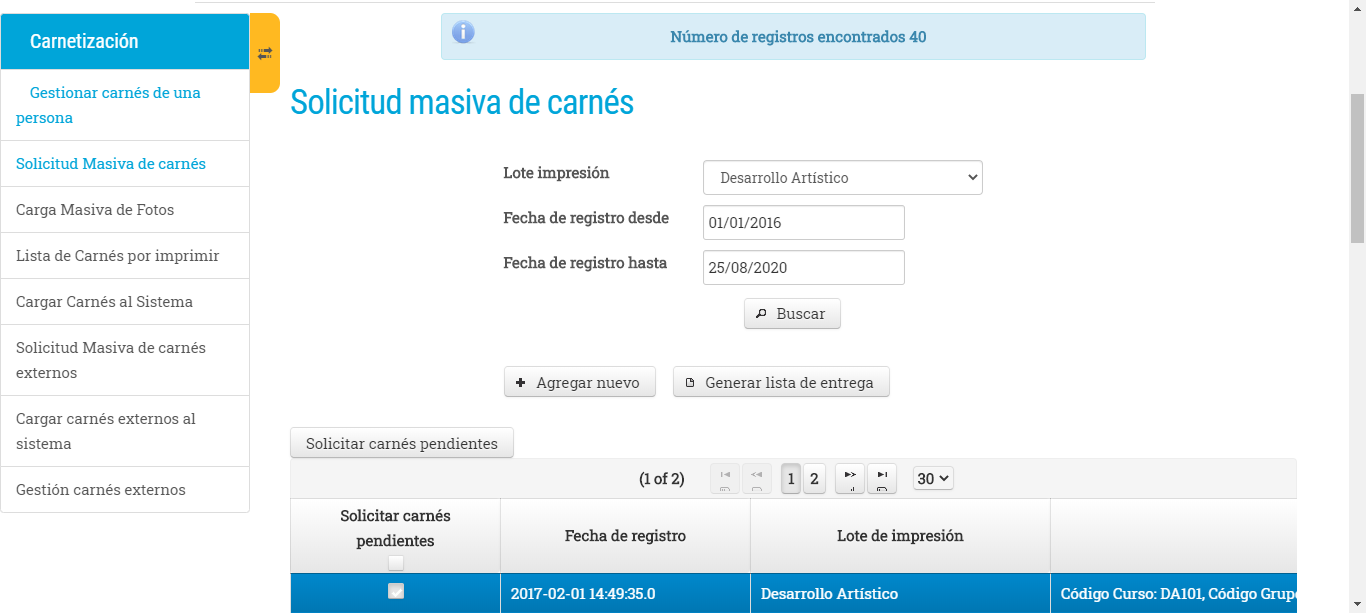 Carnetización
Gestionar carnés de una
persona
Solicitud Masiva de carnés
Carga Masiva de Fotos
Lista de Carnés por imprimir
Cargar Carnés al Sistema
Solicitud Masiva de carnés
externos
Cargar carnés externos al
sistema
Gestión carnés externos
Número de registros encontrados 40
Solicitud masiva de carnés
Lote impresión
Desarrollo Artístico
Fecha de registro desde
01/01/2016
Fecha de registro hasta
25/08/2020
Buscar
Agregar nuevo
Generar lista de entrega
Solicitar carnés pendientes
(1 of 2)
1
2
30
Solicitar carnés
pendientes
Fecha de registro
Lote de impresión
2017-02-01 14:49:35.0
Desarrollo Artístico
Código Curso: DA101, Código Grupo